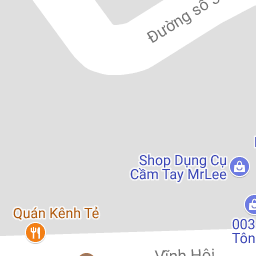 Đường số
Shop Dụng Cụ
Cầm Tay MrLee
Quán Kênh Tẻ
003
Tôn
Vĩnh Hội